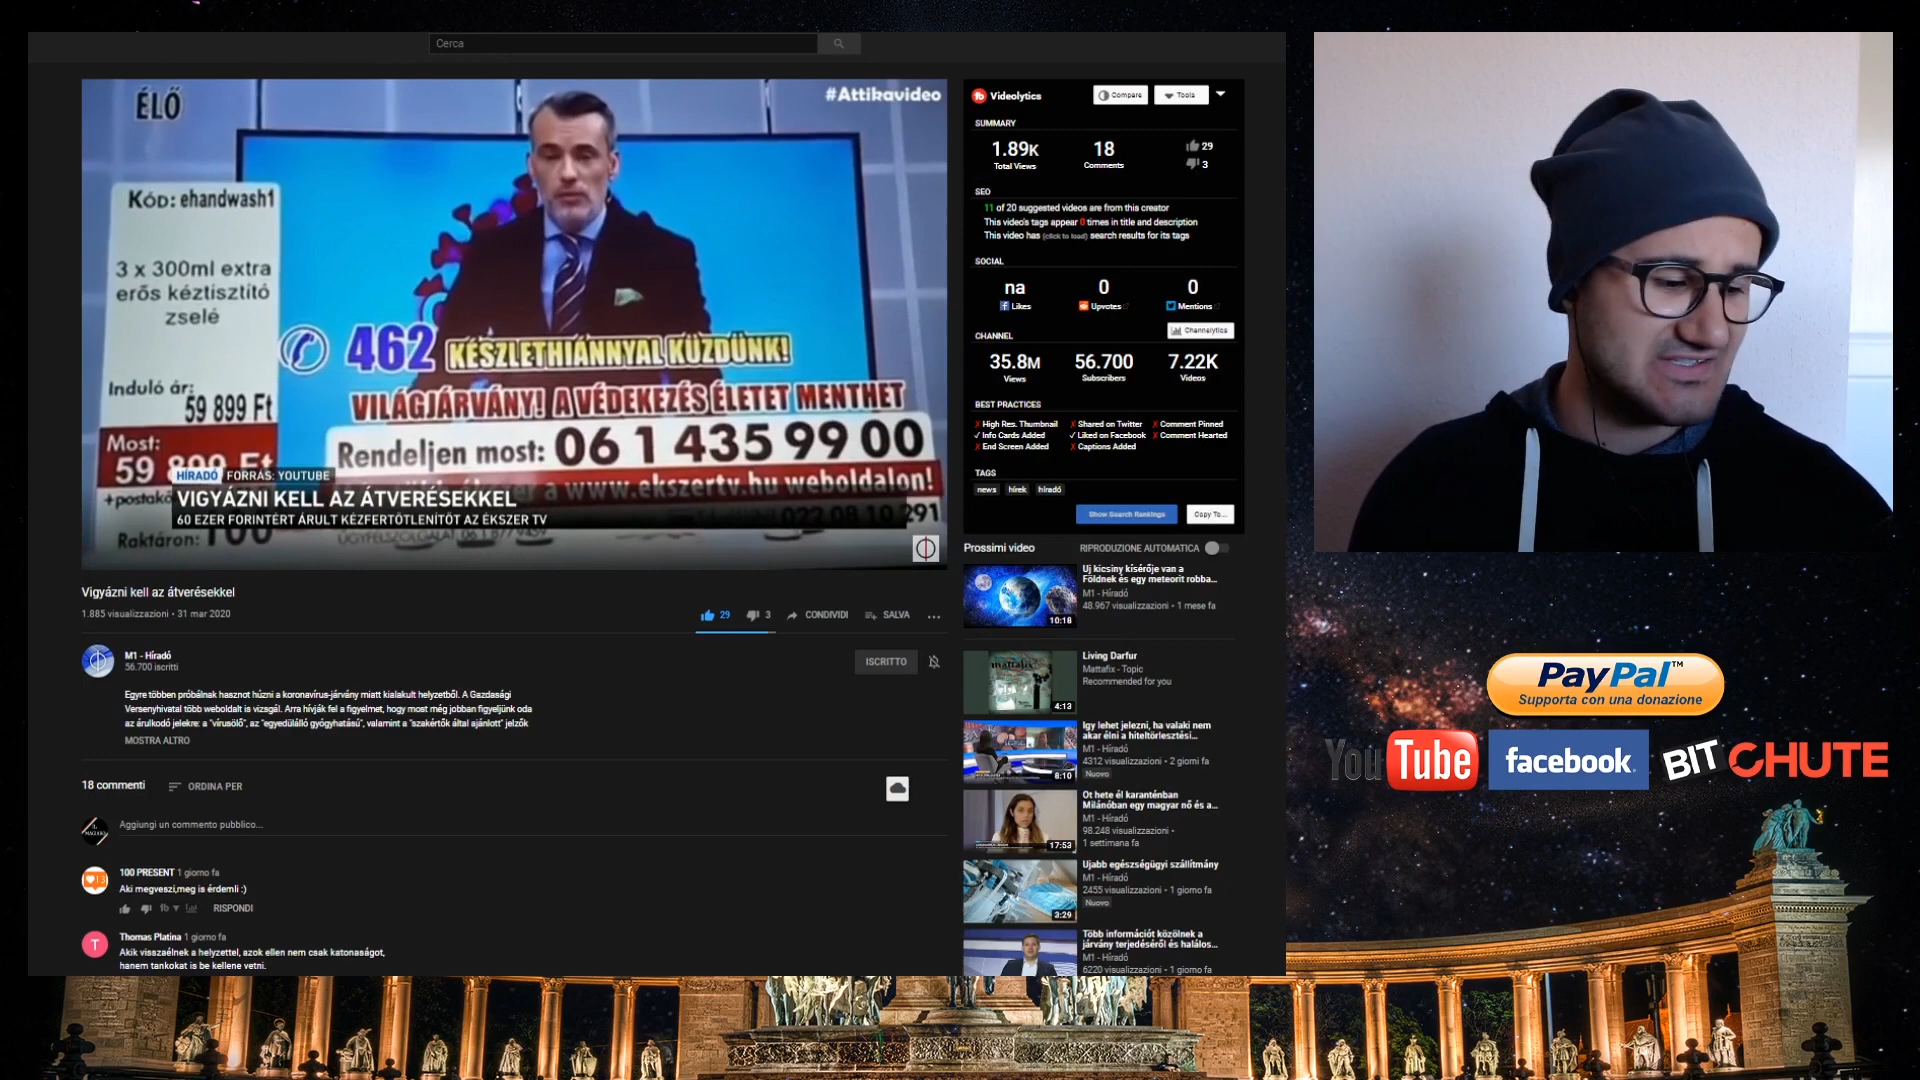 Cerca
ÉLŐ
#Attikavideo
Kód: ehandwash1
3 x 300ml extra
erős kéztisztító
zselé
462
KÉSZLETHIÁNNYAL KÜZDÜNK!
Induló ár:
59 899 Ft
VILÁGJÁRVÁNY! A VÉDEKEZÉS ÉLETET MENTHET
Most:
Rendeljen most: 06 1 435 99 00
a www.ekszertv.hu weboldalon!
HÍRADÓ FORRÁS: YOUTUBE
VIGYÁZNI KELL AZ ÁTVERÉSEKKEL
60 EZER FORINTÉRT ÁRULT KÉZFERTŐTLENÍTŐT AZ ÉKSZER TV
Raktáron:
Vigyázni kell az átverésekkel
1.885 visualizzazioni • 31 mar 2020
29 3 CONDIVIDI SALVA ...
M1 - Híradó
56.700 iscritti
ISCRITTO
Egyre többen próbálnak hasznot húzni a koronavírus-járvány miatt kialakult helyzetből. A Gazdasági
Versenyhivatal több weboldalt is vizsgál. Arra hívják fel a figyelmet, hogy most még jobban figyeljünk oda
az árulkodó jelekre: a "vírusölő", az "egyedülálló gyógyhatású", valamint a "szakértők által ajánlott" jelzők
MOSTRA ALTRO
18 commenti
ORDINA PER
Aggiungi un commento pubblico...
100 PRESENT 1 giorno fa
Aki megveszi,meg is érdemli :)
RISPONDI
Thomas Platina 1 giorno fa
Akik visszaélnek a helyzettel, azok ellen nem csak katonaságot,
hanem tankokat is be kellene vetni.
Videolytics
Compare
Tools
SUMMARY
1.89K 18 29
Total Views Comments 3
SEO
11 of 20 suggested videos are from this creator
This video's tags appear 0 times in title and description
This video has (click to load) search results for its tags
SOCIAL
na 0 0
Likes Upvotes Mentions
CHANNEL
Channelytics
35.8M 56.700 7.22K
Views Subscribers Videos
BEST PRACTICES
High Res. Thumbnail Shared on Twitter Comment Pinned
Info Cards Added Liked on Facebook Comment Hearted
End Screen Added Captions Added
TAGS
news hírek híradó
Show Search Rankings Copy To...
Prossimi video RIPRODUZIONE AUTOMATICA
Uj kicsiny kísérője van a
Földnek és egy meteorit robba...
M1 - Híradó
48.967 visualizzazioni • 1 mese fa
10:18
Living Darfur
Mattafix - Topic
Recommended for you
mattafix
4:13
Igy lehet jelezni, ha valaki nem
akar élni a hiteltörlesztési...
M1 - Híradó
4312 visualizzazioni • 2 giorni fa
Nuovo
8:10
Ot hete él karanténban
Milánóban egy magyar nő és a...
M1 - Híradó
98.248 visualizzazioni •
1 settimana fa
17:53
Ujabb egészségügyi szállítmány
M1 - Híradó
2455 visualizzazioni • 1 giorno fa
Nuovo
3:29
Több információt közölnek a
járvány terjedéséről és halálos...
M1 - Híradó
6220 visualizzazioni • 1 giorno fa
PayPal™
Supporta con una donazione
YouTube
facebook
BIT CHUTE